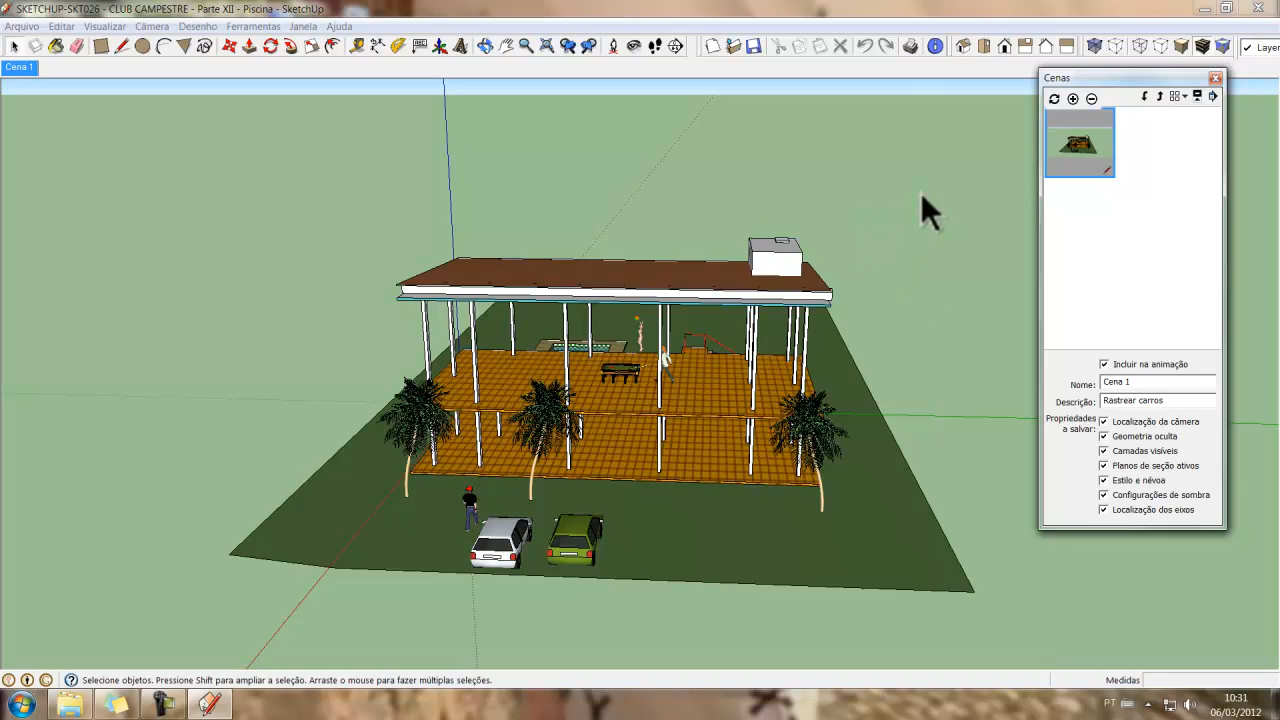 SKETCHUP-SKT026 - CLUB CAMPESTRE - Parte XII - Piscina - SketchUp
Arquivo Editar Visualizar Câmera Desenho Ferramentas Janela Ajuda
Layer
Cena 1
Cenas
Incluir na animação
Nome: Cena 1
Descrição: Rastrear carros
Propriedades a salvar:
Localização da câmera
Geometria oculta
Camadas visíveis
Planos de seção ativos
Estilo e névoa
Configurações de sombra
Localização dos eixos
Selecione objetos. Pressione Shift para ampliar a seleção. Arraste o mouse para fazer múltiplas seleções.
Medidas
PT
10:31
06/03/2012